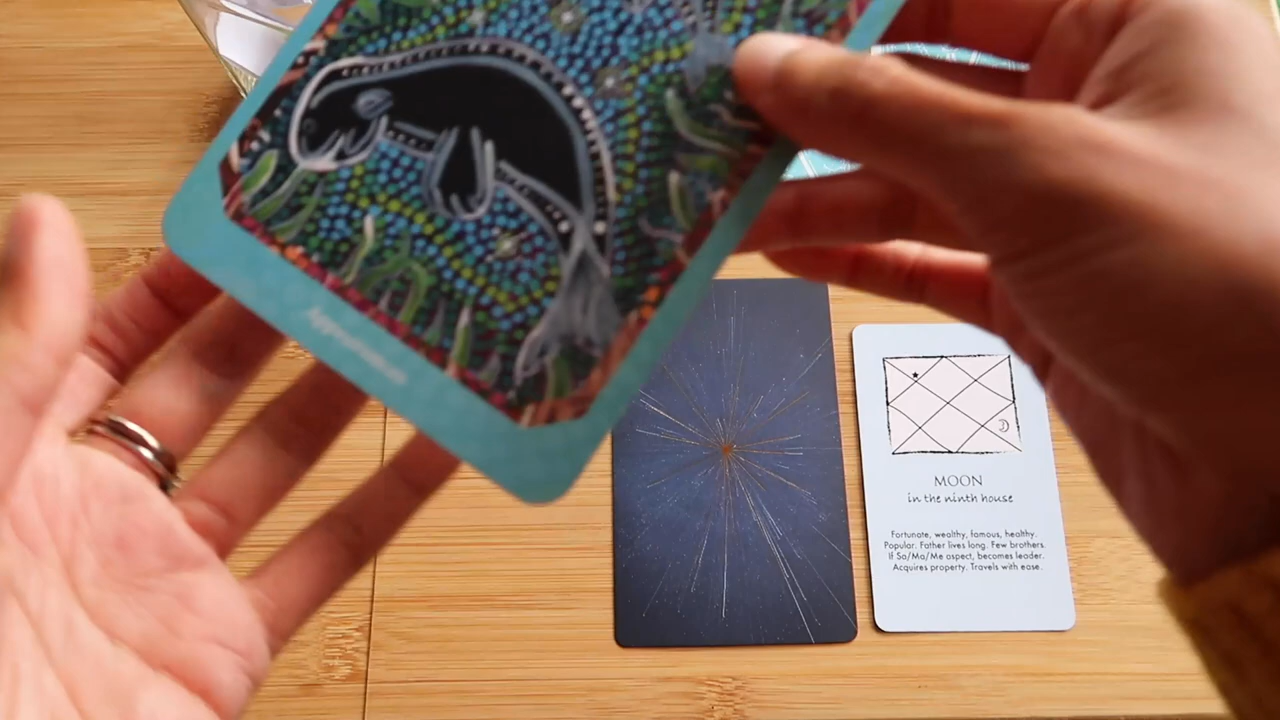 MOON
in the ninth house
Fortunate, wealthy, famous, healthy.
Popular. Father lives long. Few brothers.
If Sa/Ma/Me aspect, becomes leader.
Acquires property. Travels with ease.